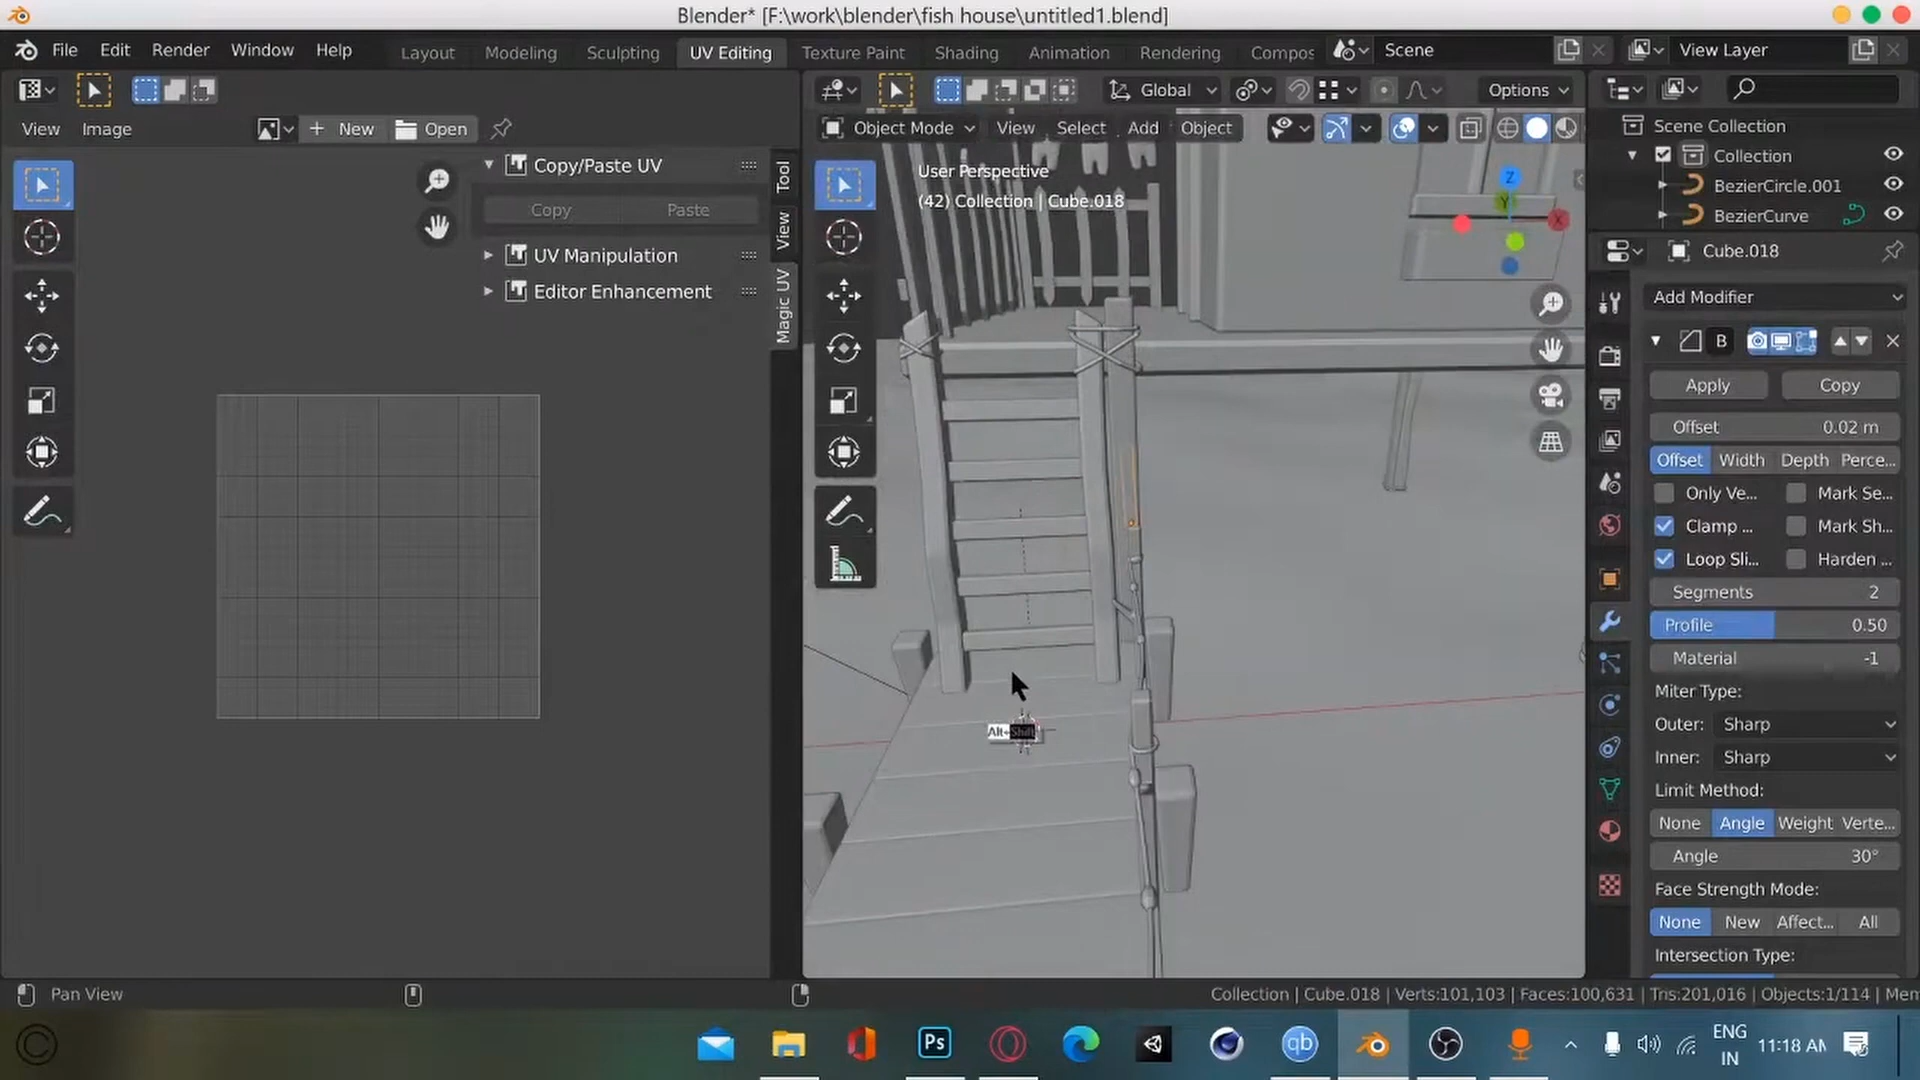 Blender* [F:\work\blender\fish house\untitled1.blend]
File Edit Render Window Help
Layout Modeling Sculpting UV Editing Texture Paint Shading Animation Rendering Compos
Scene
View Layer
Global
Options
View Image
New Open
Object Mode View Select Add Object
Copy/Paste UV
Copy Paste
UV Manipulation
Editor Enhancement
Tool
View
Magic UV
User Perspective
(42) Collection | Cube.018
Z
Y
X
Alt+Shift
Scene Collection
Collection
BezierCircle.001
BezierCurve
Cube.018
Add Modifier
B
Apply Copy
Offset 0.02 m
Offset Width Depth Perce...
Only Ve... Mark Se...
Clamp ... Mark Sh...
Loop Sli... Harden ...
Segments 2
Profile 0.50
Material -1
Miter Type:
Outer: Sharp
Inner: Sharp
Limit Method:
None Angle Weight Verte...
Angle 30°
Face Strength Mode:
None New Affect... All
Intersection Type:
Pan View
Collection | Cube.018 | Verts:101,103 | Faces:100,631 | Tris:201,016 | Objects:1/114 | Mem
Ps
qb
ENG
IN
11:18 AM